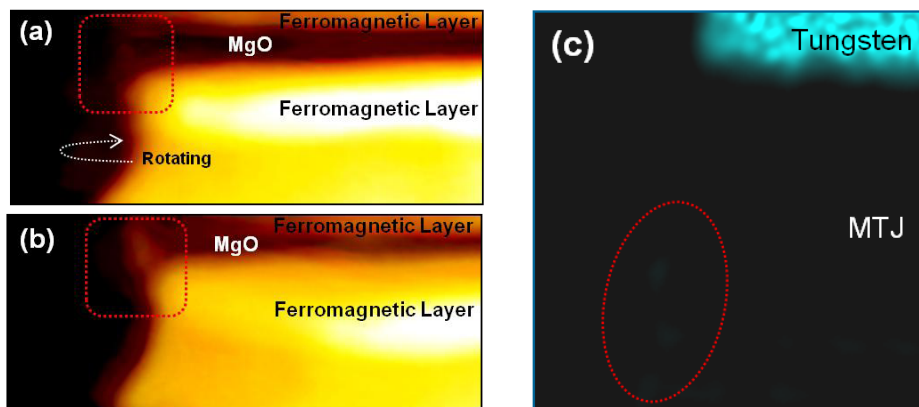 (a)
Ferromagnetic Layer
MgO
Ferromagnetic Layer
Rotating
(b)
Ferromagnetic Layer
MgO
Ferromagnetic Layer
(c)
Tungsten
MTJ